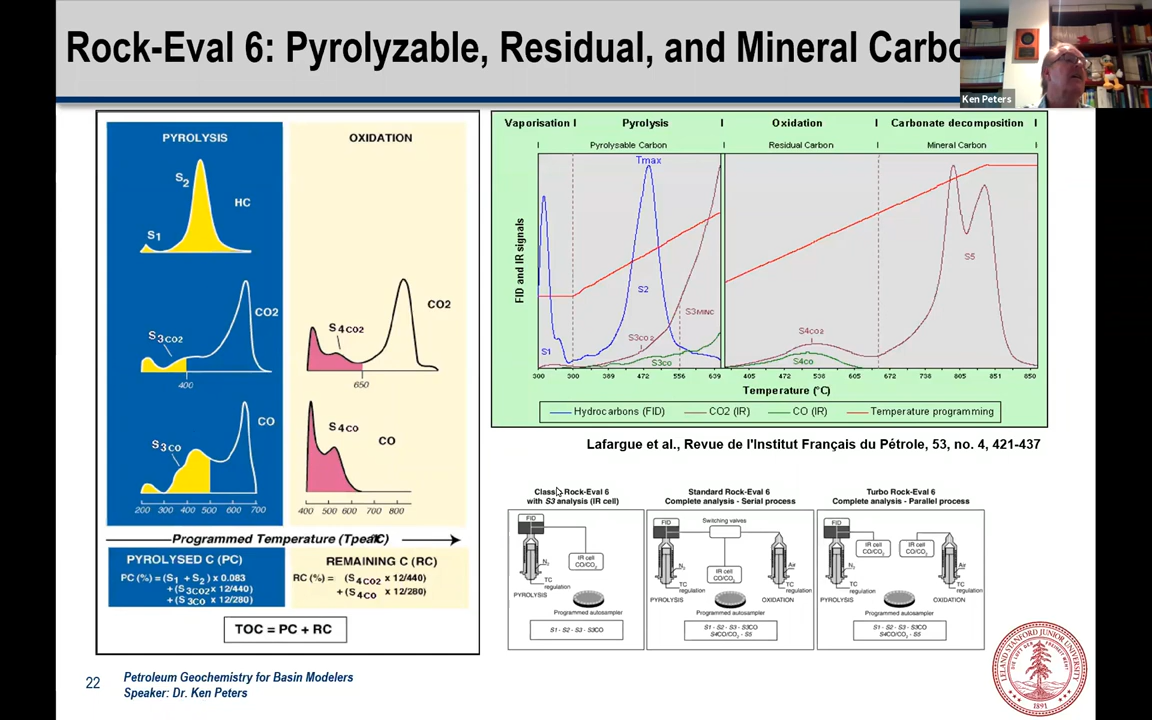 Rock-Eval 6: Pyrolyzable, Residual, and Mineral Carbo
Ken Peters
PYROLYSIS
OXIDATION
S2
HC
S1
CO2
S3CO2
400
S4CO2
CO2
650
CO
S3CO
S4CO
CO
200 300 400 500 600 700
400 500 600 700 800
Programmed Temperature
PYROLYSED C (PC)
PC (%) = (S1 + S2) x 0.083
+ (S3CO2 x 12/440)
+ (S3CO x 12/280)
REMAINING C (RC)
RC (%) = (S4CO2 x 12/440)
+ (S4CO x 12/280)
TOC = PC + RC
Vaporisation I Pyrolysis I Oxidation I Carbonate decomposition I
I Pyrolysable Carbon I Residual Carbon I Mineral Carbon I
Tmax
FID and IR signals
S1
S2
S3MINC
S3CO2
S3CO
S4CO2
S4CO
S5
300 300 389 472 556 639 405 472 538 605 672 738 805 851 850
Temperature (°C)
Hydrocarbons (FID) CO2 (IR) CO (IR) Temperature programming
Lafargue et al., Revue de l'Institut Français du Pétrole, 53, no. 4, 421-437
Rock-Eval 6
with S3 analysis (IR cell)
FID
IR cell
CO/CO2
N2
TC
regulation
PYROLYSIS
Programmed autosampler
S1 - S2 - S3 - S3CO
Standard Rock-Eval 6
Complete analysis - Serial process
Switching valves
FID
IR cell
CO/CO2
N2
Air
TC
regulation
TC
regulation
PYROLYSIS
OXIDATION
Programmed autosampler
S1 - S2 - S3 - S3CO
S4CO/CO2 - S5
Turbo Rock-Eval 6
Complete analysis - Parallel process
FID
IR cell
CO/CO2
IR cell
CO/CO2
N2
Air
TC
regulation
TC
regulation
PYROLYSIS
OXIDATION
Programmed autosampler
S1 - S2 - S3 - S3CO
S4CO/CO2 - S5
22
Petroleum Geochemistry for Basin Modelers
Speaker: Dr. Ken Peters
LELAND STANFORD JUNIOR UNIVERSITY
1891